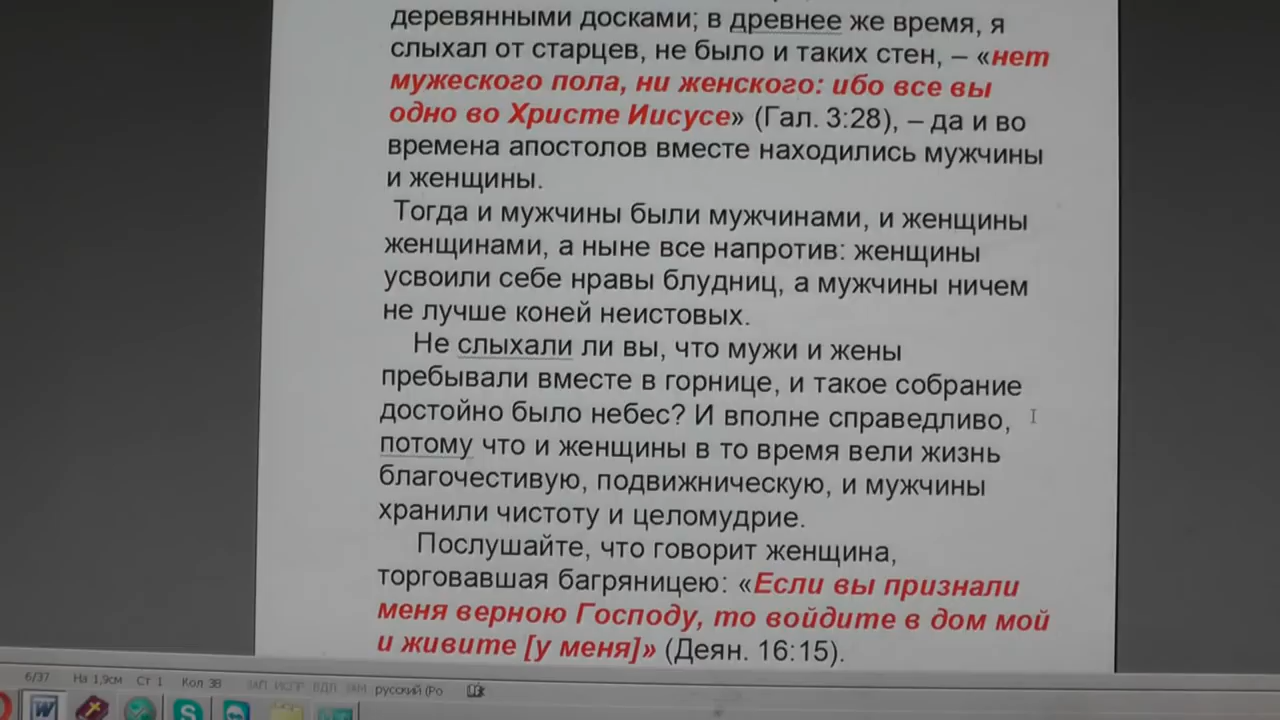 деревянными досками; в древнее же время, я
слыхал от старцев, не было и таких стен, – «нет
мужеского пола, ни женского: ибо все вы
одно во Христе Иисусе» (Гал. 3:28), – да и во
времена апостолов вместе находились мужчины
и женщины.
Тогда и мужчины были мужчинами, и женщины
женщинами, а ныне все напротив: женщины
усвоили себе нравы блудниц, а мужчины ничем
не лучше коней неистовых.
Не слыхали ли вы, что мужи и жены
пребывали вместе в горнице, и такое собрание
достойно было небес? И вполне справедливо,
потому что и женщины в то время вели жизнь
благочестивую, подвижническую, и мужчины
хранили чистоту и целомудрие.
Послушайте, что говорит женщина,
торговавшая багряницею: «Если вы признали
меня верною Господу, то войдите в дом мой
и живите [у меня]» (Деян. 16:15).
6/37 На 1,9см Ст 1 Кол 38 ЗАП ИСПР ВДЛ ЗАМ русский (Ро